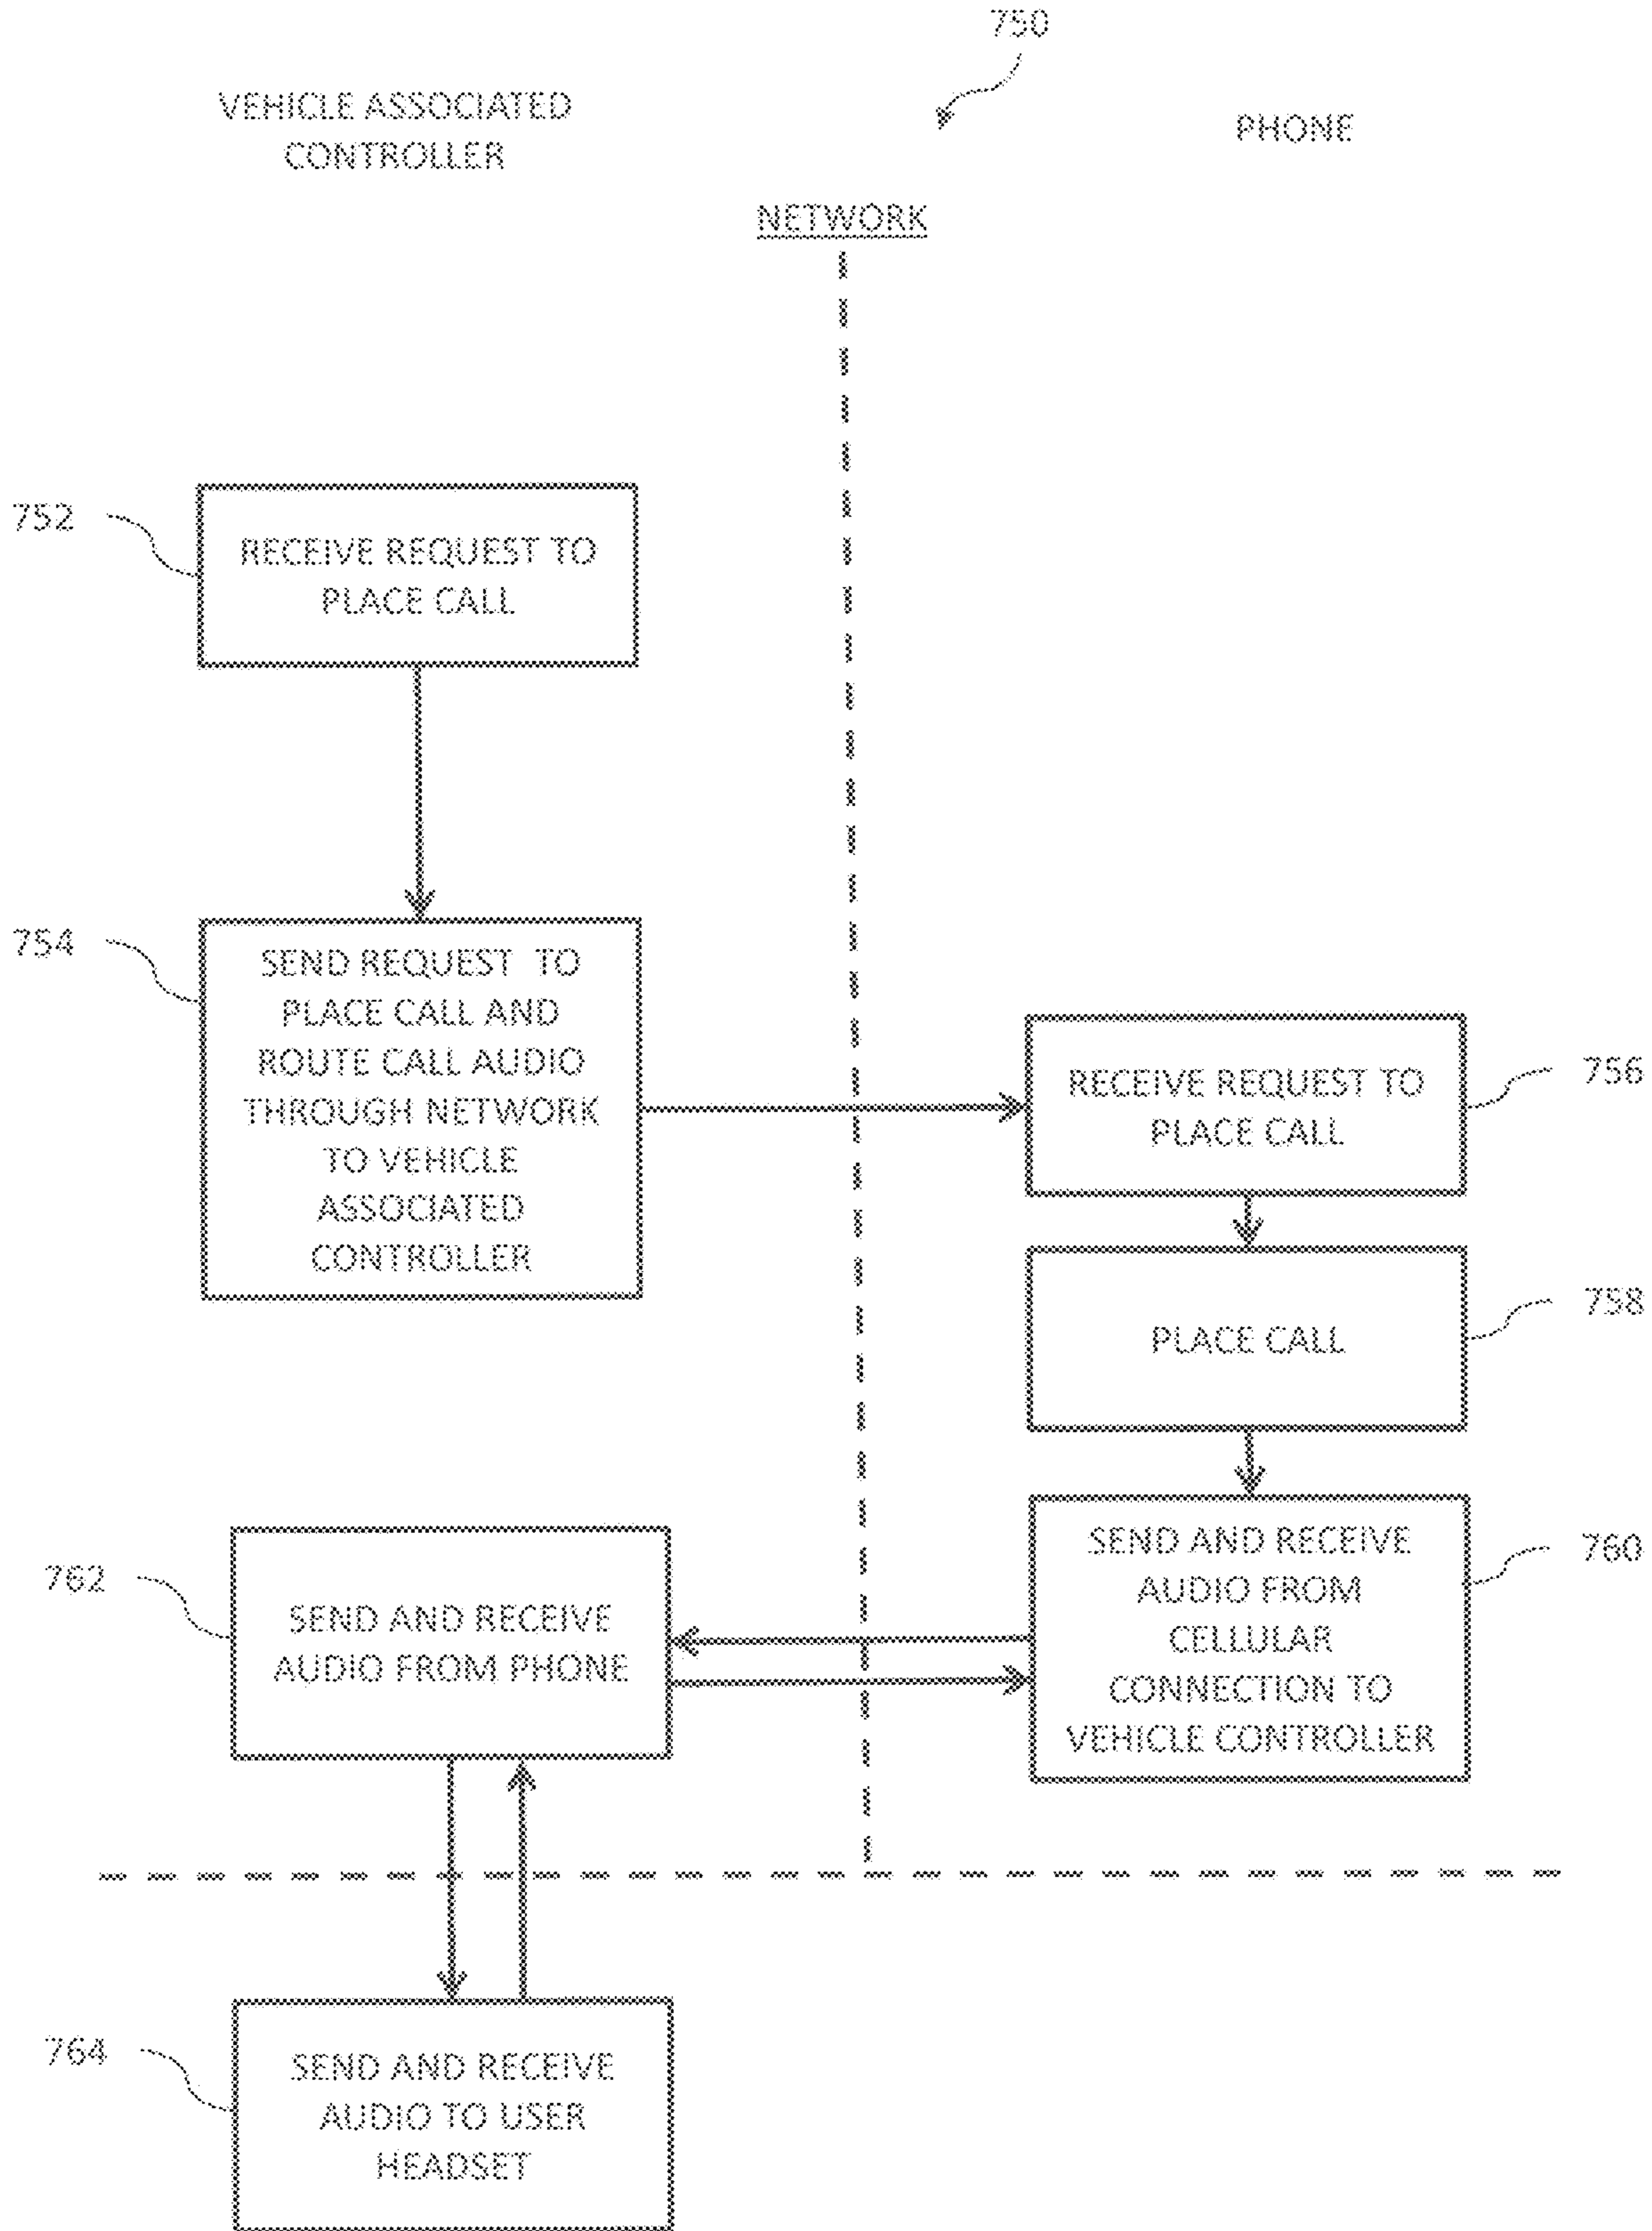 750
VEHICLE ASSOCIATED
CONTROLLER
PHONE
NETWORK
752
RECEIVE REQUEST TO
PLACE CALL
754
SEND REQUEST TO
PLACE CALL AND
ROUTE CALL AUDIO
THROUGH NETWORK
TO VEHICLE
ASSOCIATED
CONTROLLER
RECEIVE REQUEST TO
PLACE CALL
756
PLACE CALL
758
SEND AND RECEIVE
AUDIO FROM
CELLULAR
CONNECTION TO
VEHICLE CONTROLLER
760
762
SEND AND RECEIVE
AUDIO FROM PHONE
764
SEND AND RECEIVE
AUDIO TO USER
HEADSET